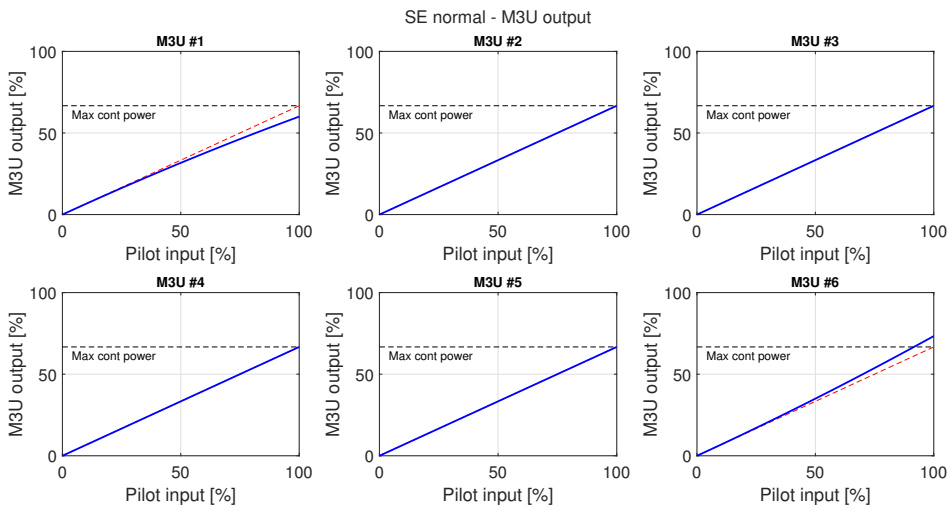 SE normal - M3U output
M3U #1
M3U output [%]
100
50
0
Max cont power
0 50 100
Pilot input [%]
M3U #2
M3U output [%]
100
50
0
Max cont power
0 50 100
Pilot input [%]
M3U #3
M3U output [%]
100
50
0
Max cont power
0 50 100
Pilot input [%]
M3U #4
M3U output [%]
100
50
0
Max cont power
0 50 100
Pilot input [%]
M3U #5
M3U output [%]
100
50
0
Max cont power
0 50 100
Pilot input [%]
M3U #6
M3U output [%]
100
50
0
Max cont power
0 50 100
Pilot input [%]